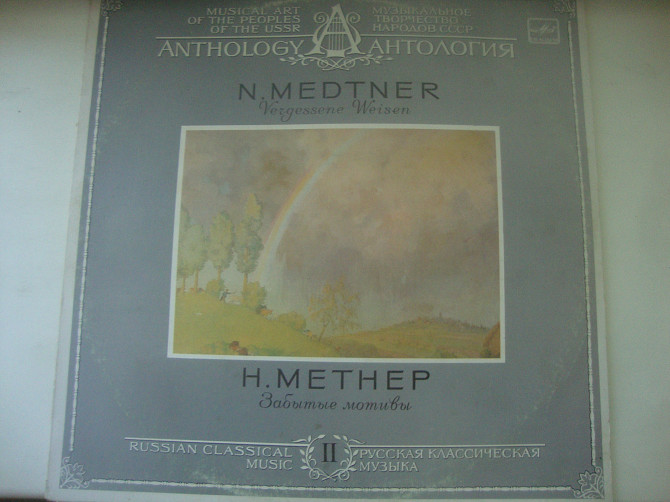 MUSICAL ART
OF THE PEOPLES
OF THE USSR
МУЗЫКАЛЬНОЕ
ТВОРЧЕСТВО
НАРОДОВ СССР
ANTHOLOGY
АНТОЛОГИЯ
N. MEDTNER
Vergessene Weisen
Н. МЕТНЕР
Забытые мотивы
RUSSIAN CLASSICAL
MUSIC
II
РУССКАЯ КЛАССИЧЕСКАЯ
МУЗЫКА